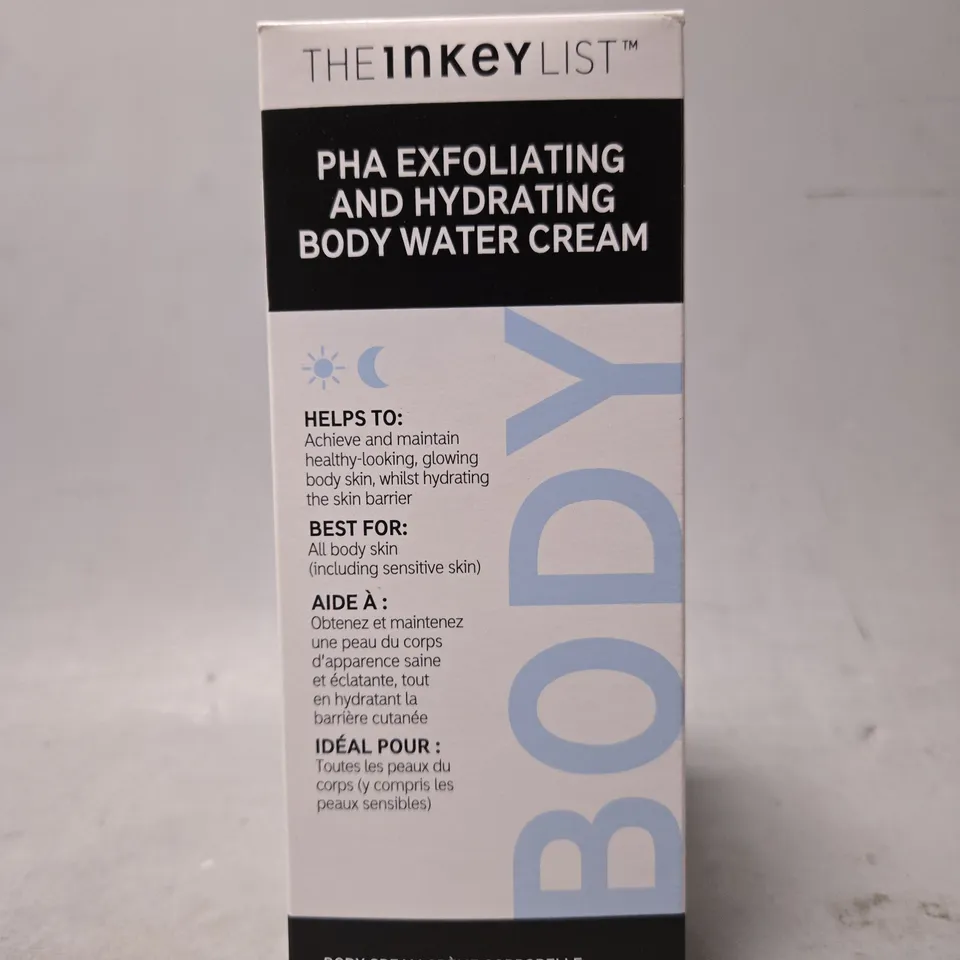 THE INKEY LIST™
PHA EXFOLIATING
AND HYDRATING
BODY WATER CREAM
HELPS TO:
Achieve and maintain
healthy-looking, glowing
body skin, whilst hydrating
the skin barrier
BEST FOR:
All body skin
(including sensitive skin)
AIDE À :
Obtenez et maintenez
une peau du corps
d'apparence saine
et éclatante, tout
en hydratant la
barrière cutanée
IDÉAL POUR :
Toutes les peaux du
corps (y compris les
peaux sensibles)
BODY